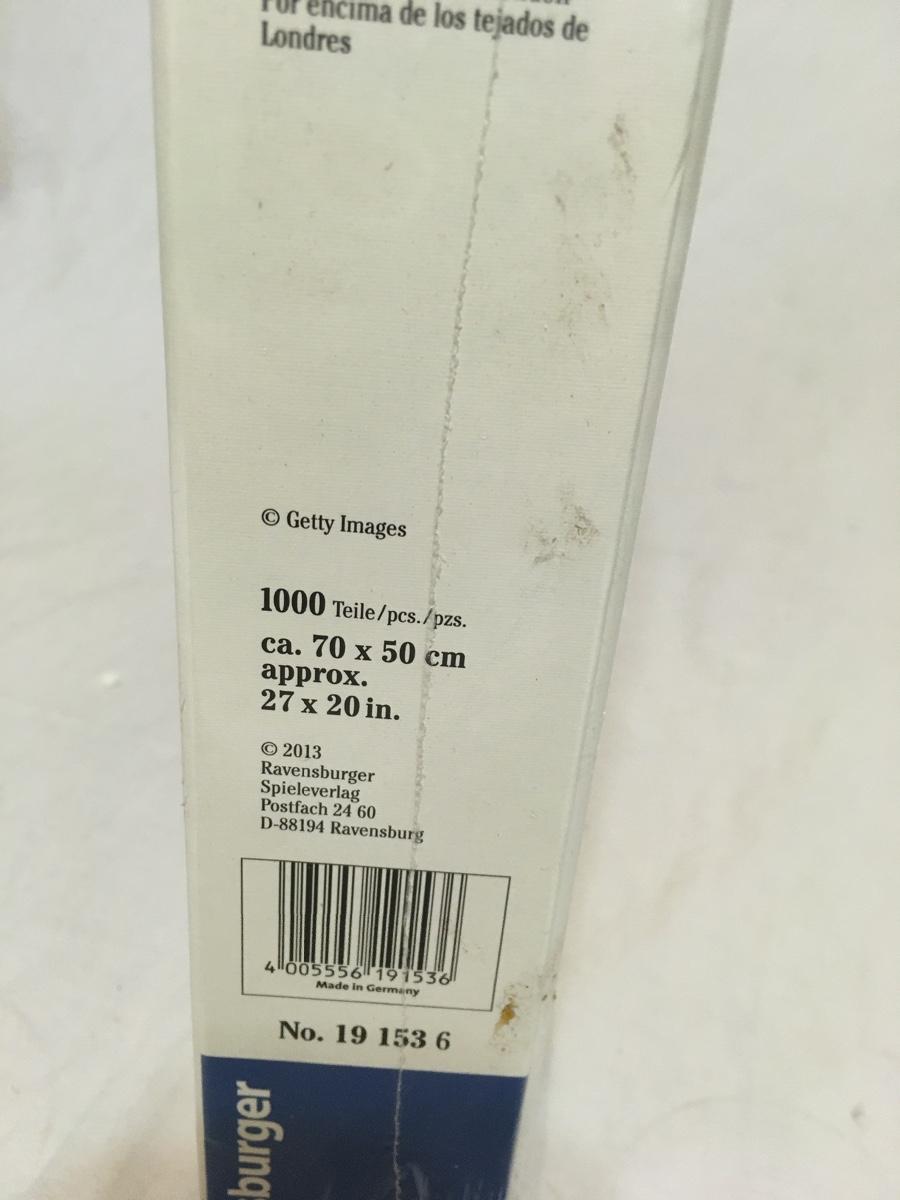 Por encima de los tejados de
Londres
© Getty Images
1000 Teile/pcs./pzs.
ca. 70 x 50 cm
approx.
27 x 20 in.
© 2013
Ravensburger
Spieleverlag
Postfach 24 60
D-88194 Ravensburg
4 005556 191536
Made in Germany
No. 19 153 6
burger